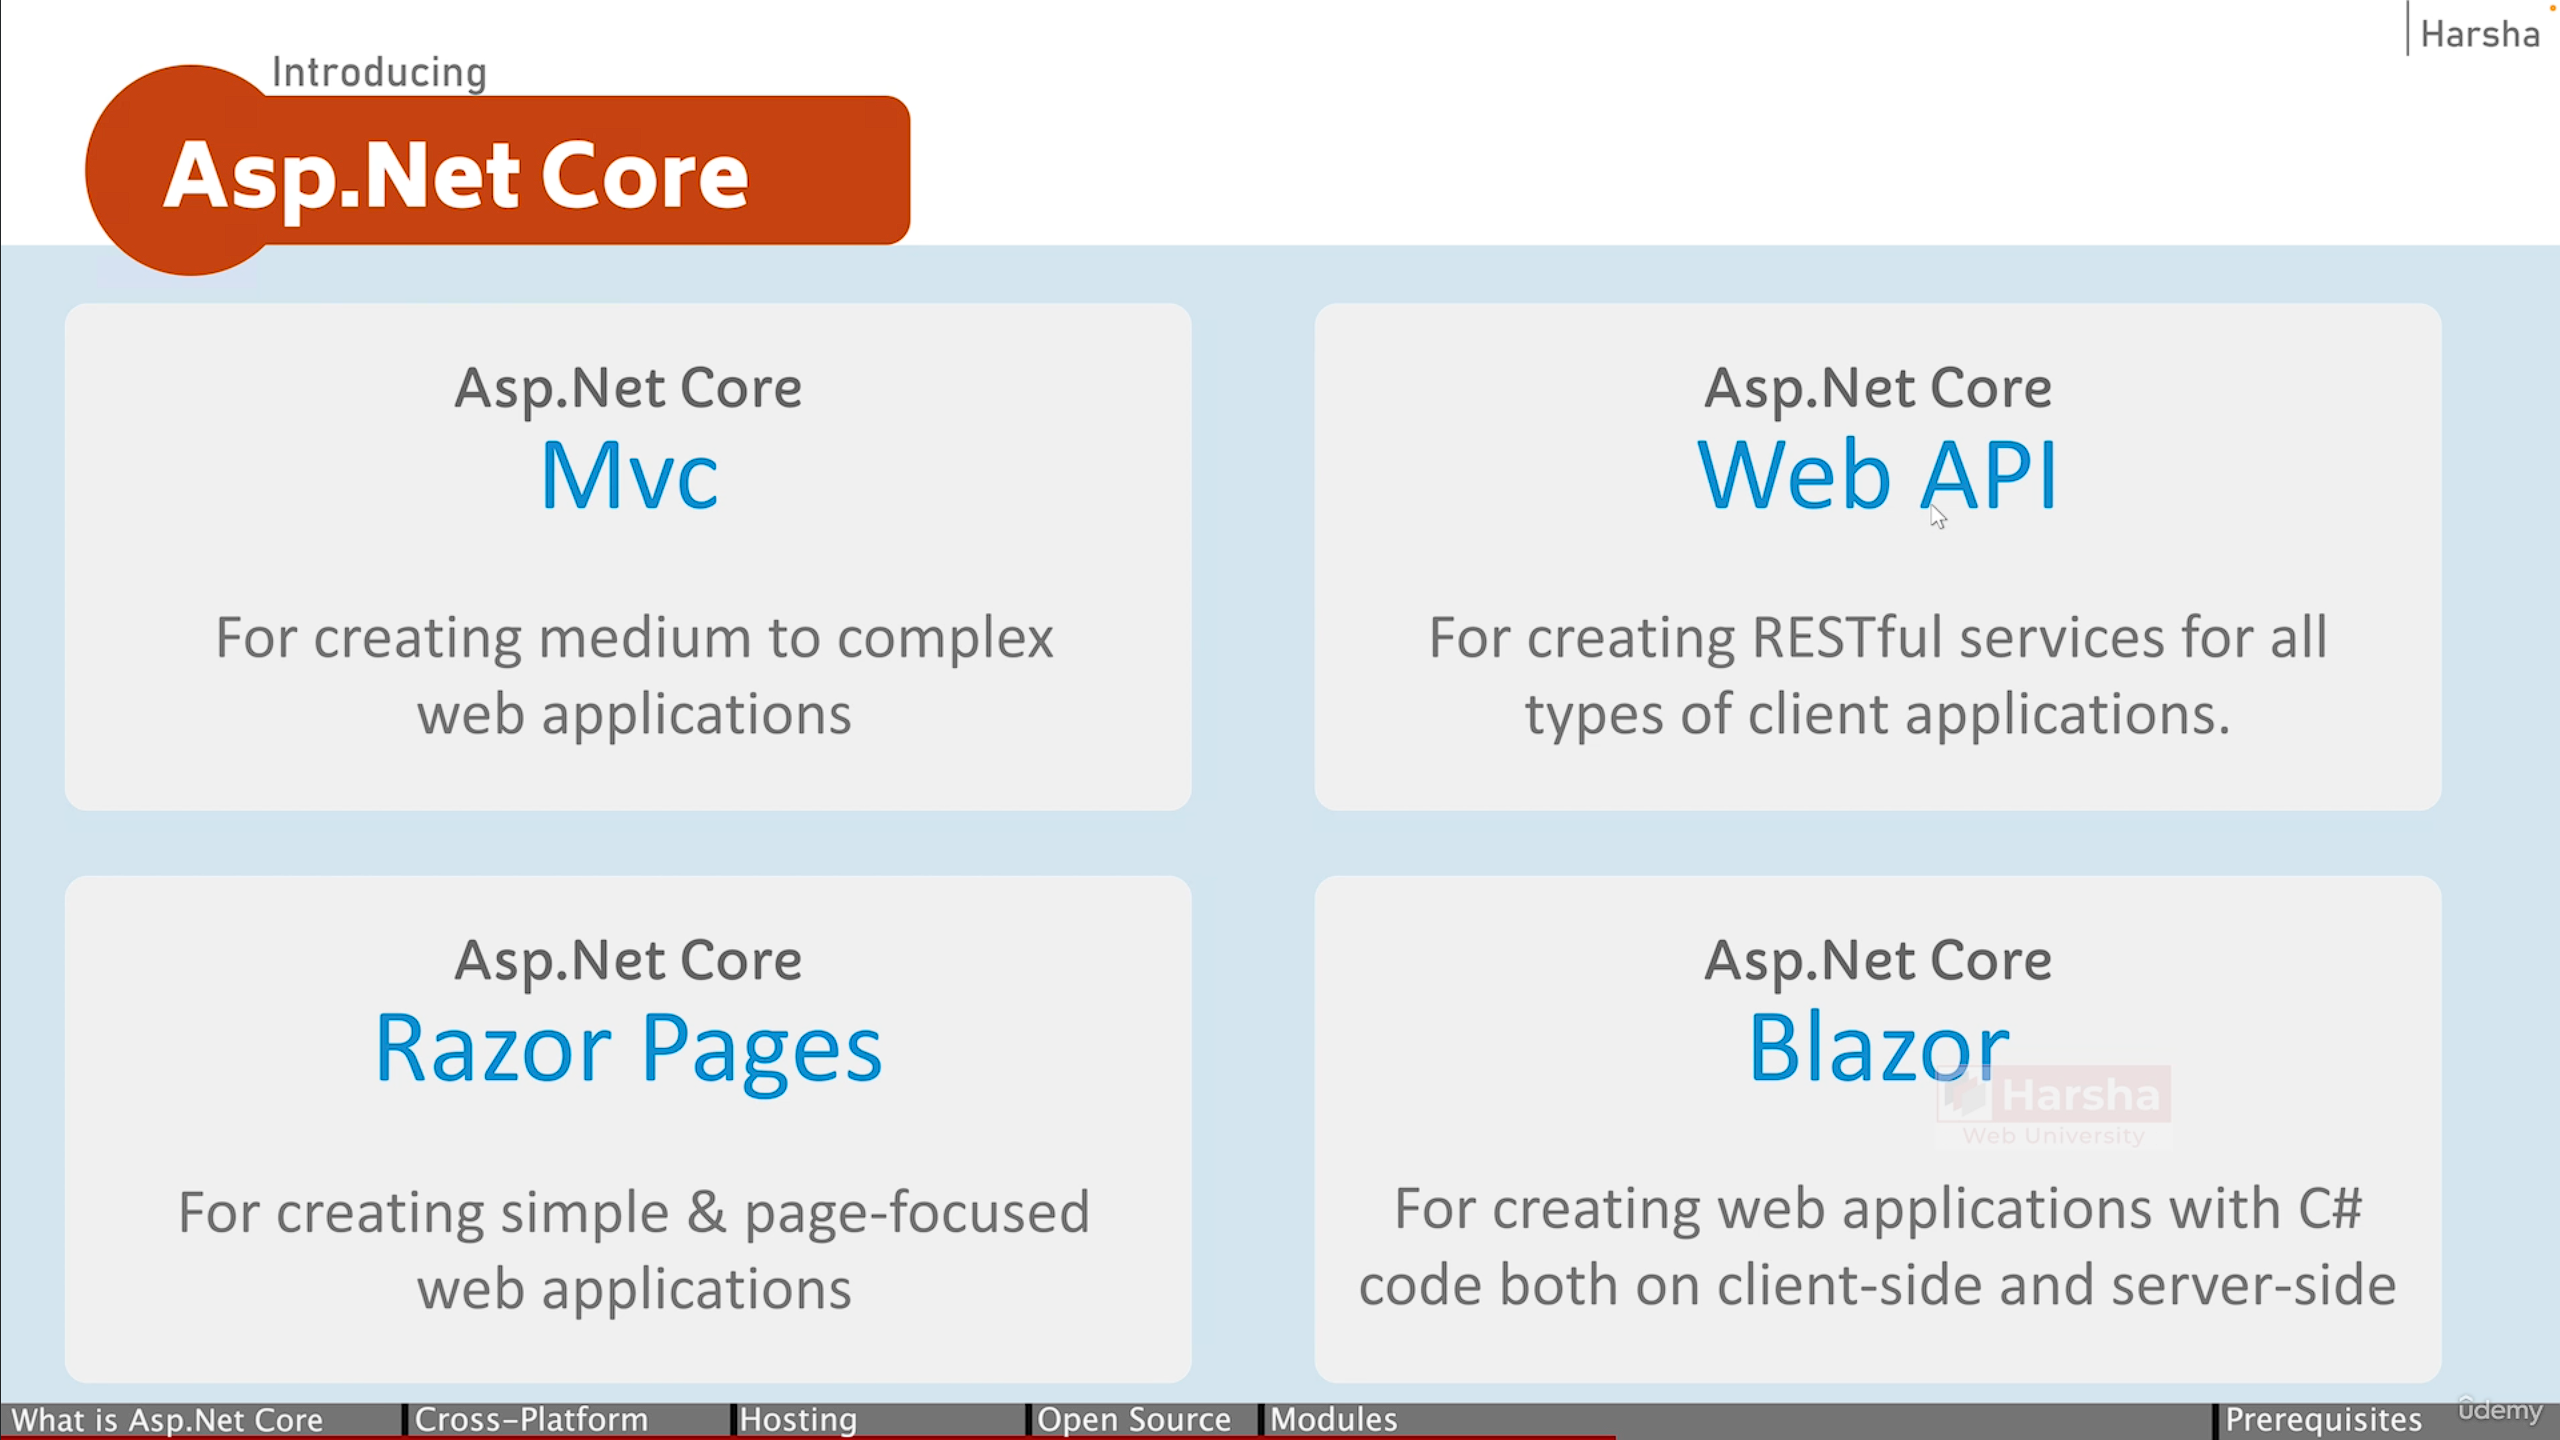 Harsha
Introducing
Asp.Net Core
Asp.Net Core
Mvc
For creating medium to complex
web applications
Asp.Net Core
Web API
For creating RESTful services for all
types of client applications.
Asp.Net Core
Razor Pages
For creating simple & page-focused
web applications
Asp.Net Core
Blazor
Harsha
Web University
For creating web applications with C#
code both on client-side and server-side
What is Asp.Net Core
Cross-Platform
Hosting
Open Source
Modules
Prerequisites
ûdemy